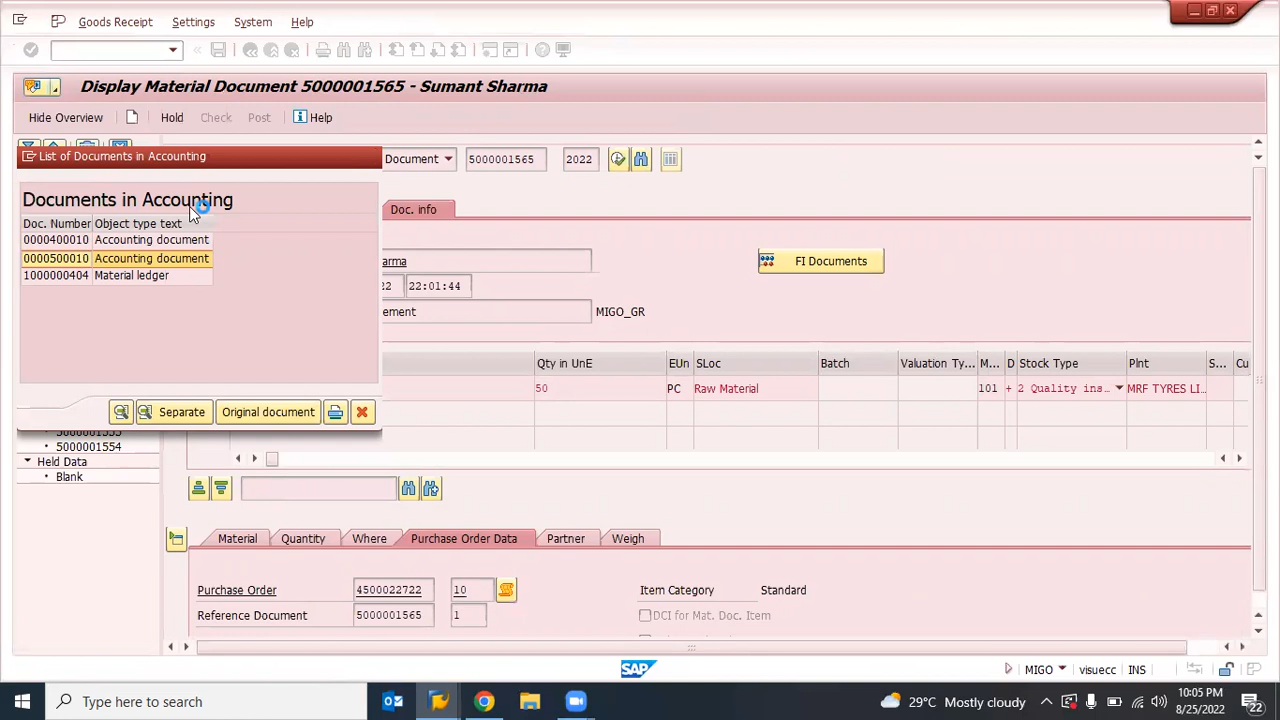 Goods Receipt Settings System Help
Display Material Document 5000001565 - Sumant Sharma
Hide Overview Hold Check Post Help
List of Documents in Accounting
Document 5000001565 2022
Documents in Accounting
Doc. info
Doc. Number Object type text
0000400010 Accounting document
0000500010 Accounting document
1000000404 Material ledger
arma
FI Documents
22 22:01:44
ement MIGO_GR
Qty in UnE EUn SLoc Batch Valuation Ty... M... D Stock Type Plnt S... Cu
50 PC Raw Material 101 + 2 Quality ins... MRF TYRES LI...
Separate Original document
5000001554
Held Data
Blank
Material Quantity Where Purchase Order Data Partner Weigh
Purchase Order 4500022722 10 Item Category Standard
Reference Document 5000001565 1 DCI for Mat. Doc. Item
SAP MIGO visuecc INS
Type here to search
29°C Mostly cloudy
10:05 PM
8/25/2022
22